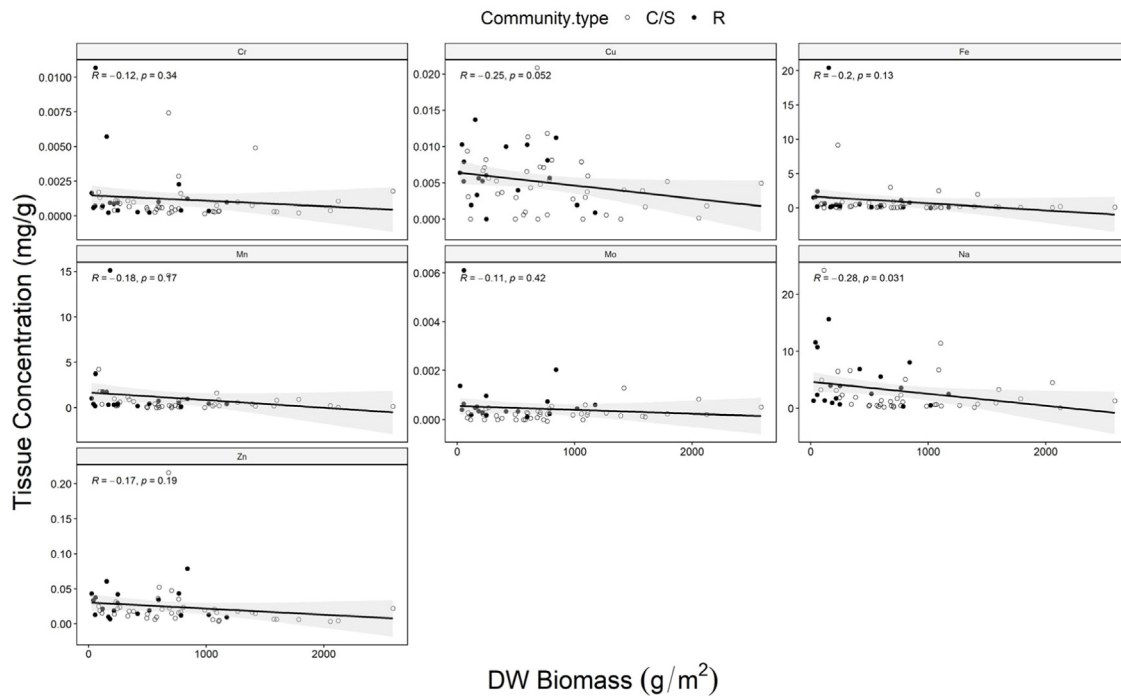 Community.type ○ C/S ● R
Cr
Cu
Fe
R = −0.12, p = 0.34
R = −0.25, p = 0.052
R = −0.2, p = 0.13
0.0100
0.0075
0.0050
0.0025
0.0000
0.020
0.015
0.010
0.005
0.000
20
15
10
5
0
Mn
Mo
Na
R = −0.18, p = 0.17
R = −0.11, p = 0.42
R = −0.28, p = 0.031
15
10
5
0
0.006
0.004
0.002
0.000
20
10
0
0 1000 2000
0 1000 2000
Zn
R = −0.17, p = 0.19
0.20
0.15
0.10
0.05
0.00
0 1000 2000
Tissue Concentration (mg/g)
DW Biomass (g/m²)